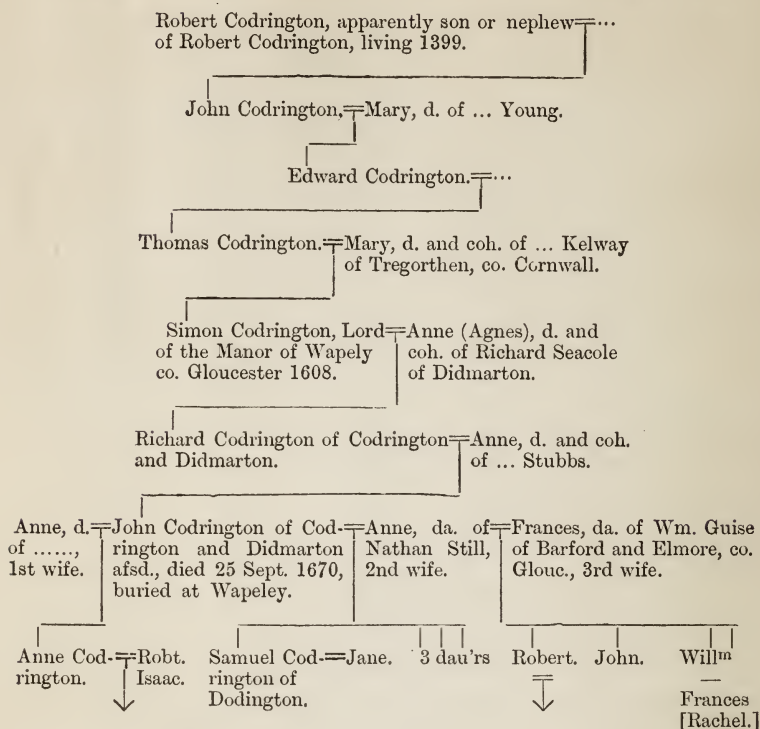 Robert Codrington, apparently son or nephew ...
of Robert Codrington, living 1399.
John Codrington, Mary, d. of ... Young.
Edward Codrington. ...
Thomas Codrington. Mary, d. and coh. of ... Kelway
of Tregorthen, co. Cornwall.
Simon Codrington, Lord Anne (Agnes), d. and
of the Manor of Wapely coh. of Richard Seacole
co. Gloucester 1608. of Didmarton.
Richard Codrington of Codrington Anne, d. and coh.
and Didmarton. of ... Stubbs.
Anne, d. John Codrington of Cod- Anne, da. of Frances, da. of Wm. Guise
of ......, rington and Didmarton Nathan Still, of Barford and Elmore, co.
1st wife. afsd., died 25 Sept. 1670, 2nd wife. Glouc., 3rd wife.
buried at Wapeley.
Anne Cod- Robt. Samuel Cod- Jane. 3 dau'rs Robert. John. Willm
rington. Isaac. rington of —
Dodington. Frances
[Rachel.]